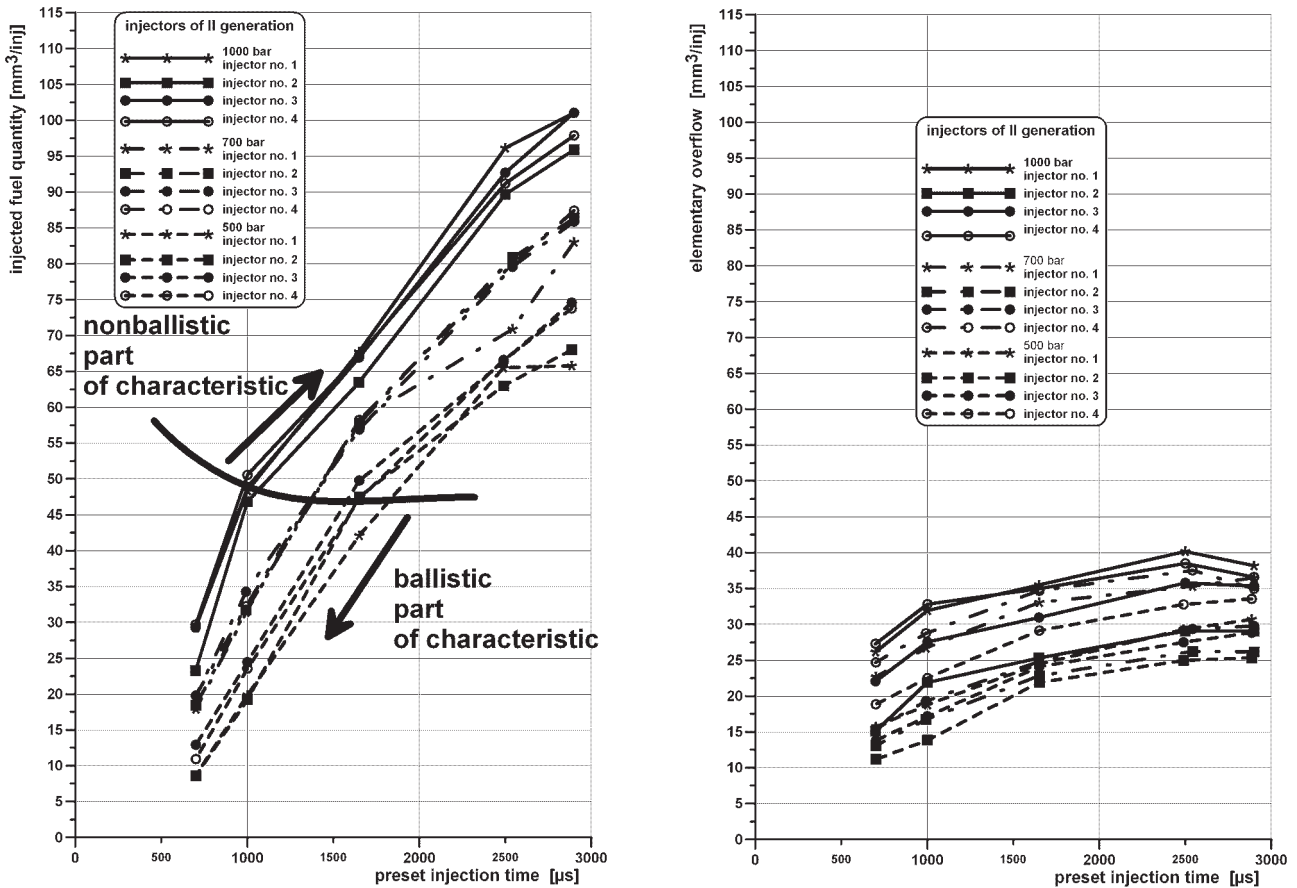 injected fuel quantity [mm³/inj]
115
110
105
100
95
90
85
80
75
70
65
60
55
50
45
40
35
30
25
20
15
10
5
0
injectors of II generation
1000 bar
injector no. 1
injector no. 2
injector no. 3
injector no. 4
700 bar
injector no. 1
injector no. 2
injector no. 3
injector no. 4
500 bar
injector no. 1
injector no. 2
injector no. 3
injector no. 4
nonballistic
part
of characteristic
ballistic
part
of characteristic
0 500 1000 1500 2000 2500 3000
preset injection time [µs]
elementary overflow [mm³/inj]
115
110
105
100
95
90
85
80
75
70
65
60
55
50
45
40
35
30
25
20
15
10
5
0
injectors of II generation
1000 bar
injector no. 1
injector no. 2
injector no. 3
injector no. 4
700 bar
injector no. 1
injector no. 2
injector no. 3
injector no. 4
500 bar
injector no. 1
injector no. 2
injector no. 3
injector no. 4
0 500 1000 1500 2000 2500 3000
preset injection time [µs]